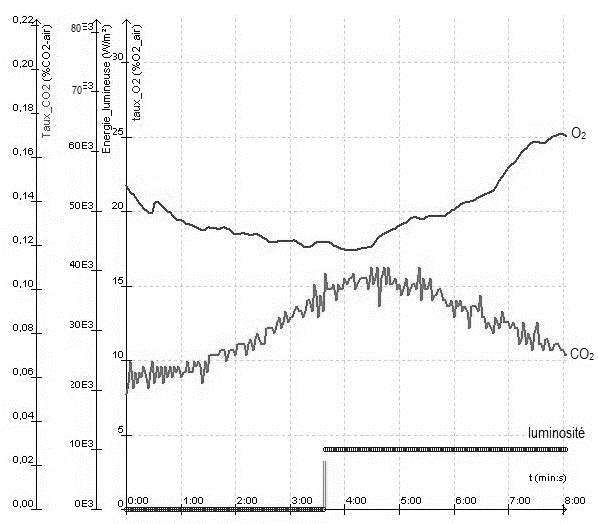 Taux_CO2 (%CO2-air)
0,22
0,20
0,18
0,16
0,14
0,12
0,10
0,08
0,06
0,04
0,02
0,00
Energie_lumineuse (W/m²)
80E3
70E3
60E3
50E3
40E3
30E3
20E3
10E3
0E3
taux_O2 (%O2_air)
30
25
20
15
10
5
0
O2
CO2
luminosité
t (min:s)
0:00 1:00 2:00 3:00 4:00 5:00 6:00 7:00 8:00